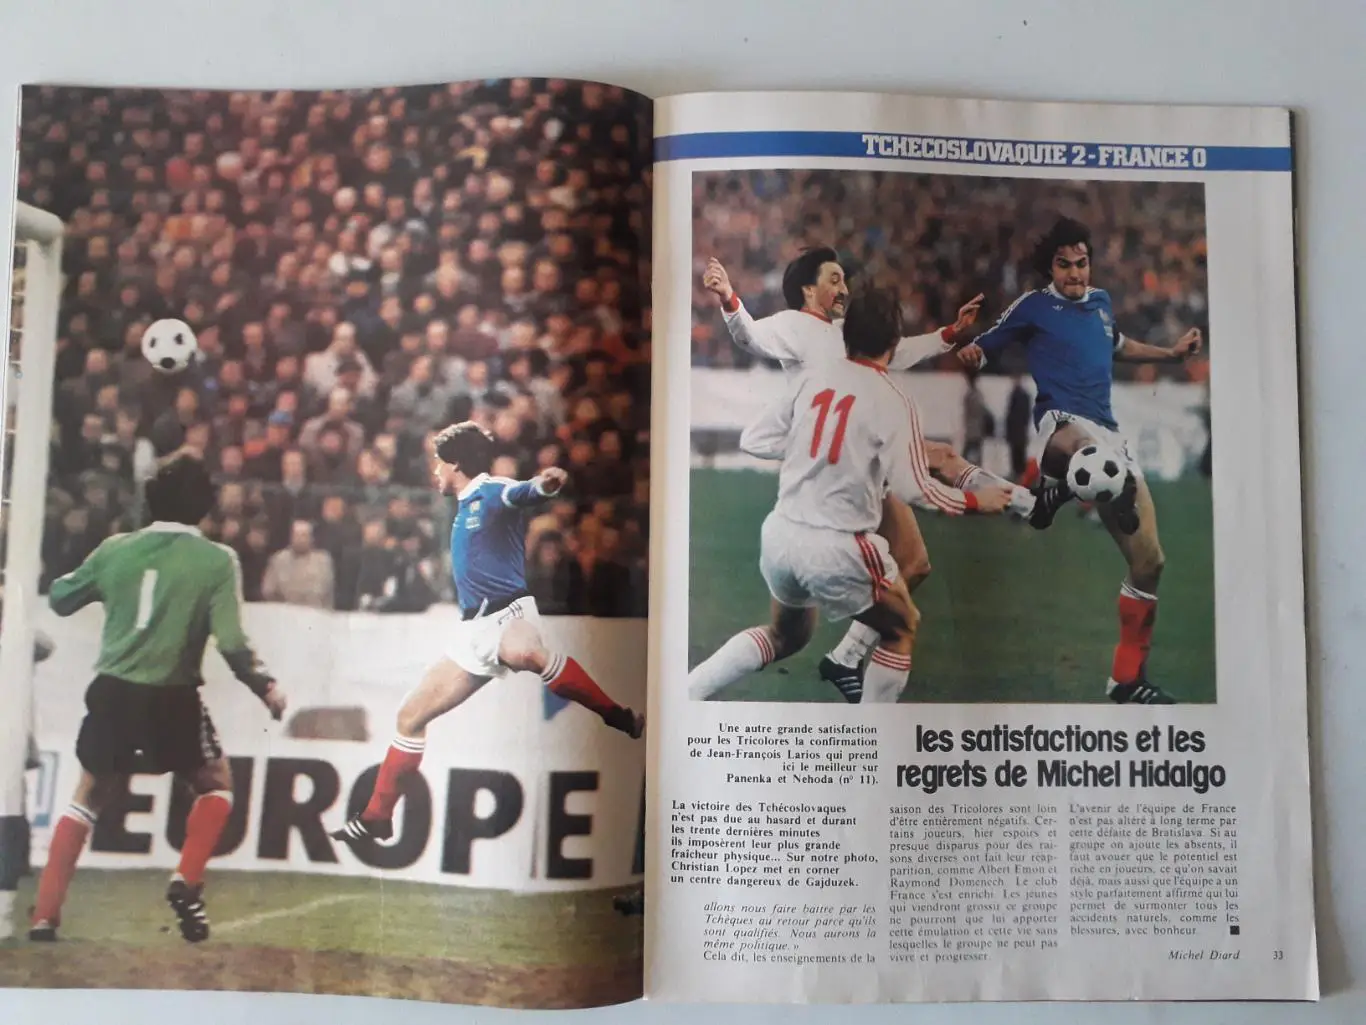 1
EUROPE
TCHECOSLOVAQUIE 2 - FRANCE 0
11
Une autre grande satisfaction
pour les Tricolores la confirmation
de Jean-François Larios qui prend
ici le meilleur sur
Panenka et Nehoda (n° 11).
La victoire des Tchécoslovaques
n'est pas due au hasard et durant
les trente dernières minutes
ils imposèrent leur plus grande
fraîcheur physique... Sur notre photo,
Christian Lopez met en corner
un centre dangereux de Gajduzek.
allons nous faire battre par les
Tchèques au retour parce qu'ils
sont qualifiés. Nous aurons la
même politique. »
Cela dit, les enseignements de la
les satisfactions et les
regrets de Michel Hidalgo
saison des Tricolores sont loin
d'être entièrement négatifs. Cer-
tains joueurs, hier espoirs et
presque disparus pour des rai-
sons diverses ont fait leur réap-
parition, comme Albert Emon et
Raymond Domenech. Le club
France s'est enrichi. Les jeunes
qui viendront grossir ce groupe
ne pourront que lui apporter
cette émulation et cette vie sans
lesquelles le groupe ne peut pas
vivre et progresser.
L'avenir de l'équipe de France
n'est pas altéré à long terme par
cette défaite de Bratislava. Si au
groupe on ajoute les absents, il
faut avouer que le potentiel est
riche en joueurs, ce qu'on savait
déjà, mais aussi que l'équipe a un
style parfaitement affirmé qui lui
permet de surmonter tous les
accidents naturels, comme les
blessures, avec bonheur.
Michel Diard 33